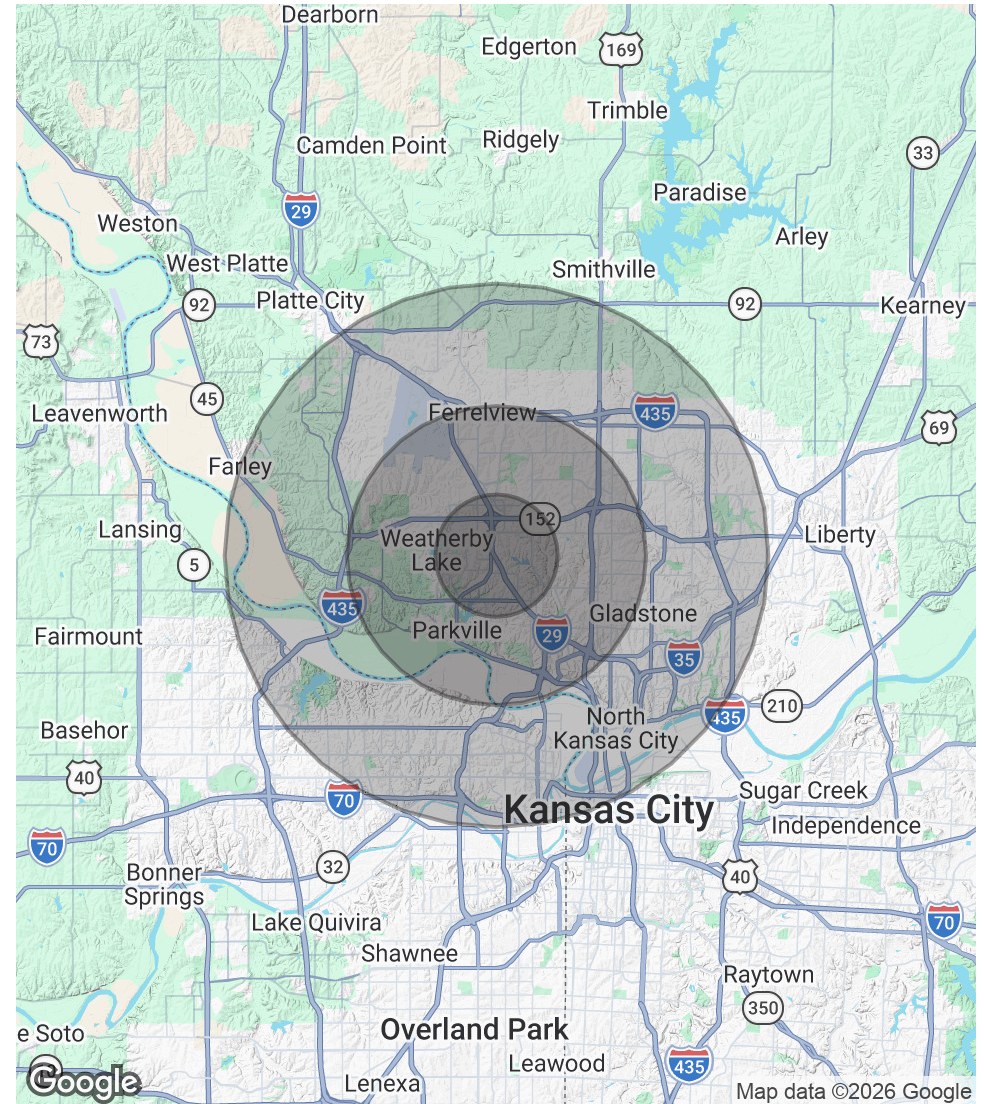 Dearborn
Edgerton
169
Trimble
Camden Point
Ridgely
33
Paradise
29
Weston
Arley
West Platte
Smithville
Platte City
92
92
Kearney
73
45
Leavenworth
Ferrelview
435
69
Farley
152
Lansing
Weatherby
Lake
Liberty
5
435
Gladstone
Fairmount
Parkville
29
35
210
435
North
Kansas City
Basehor
40
Sugar Creek
70
Kansas City
Independence
70
32
Bonner
Springs
40
Lake Quivira
70
Shawnee
Raytown
350
Overland Park
e Soto
Leawood
435
Lenexa
Google
Map data ©2026 Google